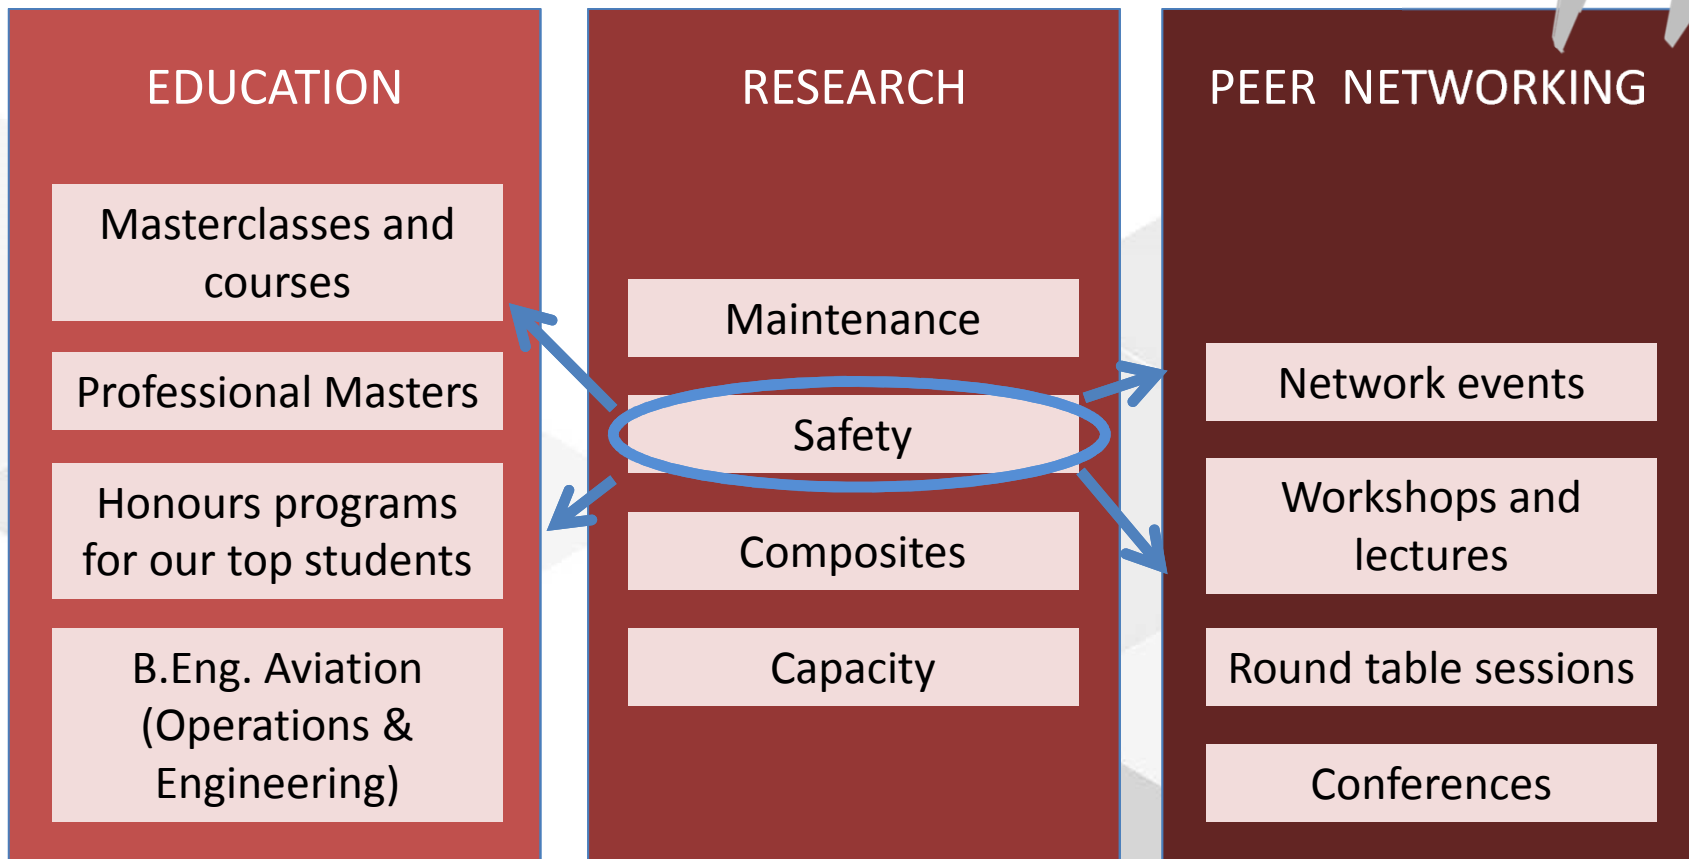 EDUCATION
Masterclasses and
courses
Professional Masters
Honours programs
for our top students
B.Eng. Aviation
(Operations &
Engineering)
RESEARCH
Maintenance
Safety
Composites
Capacity
PEER NETWORKING
Network events
Workshops and
lectures
Round table sessions
Conferences